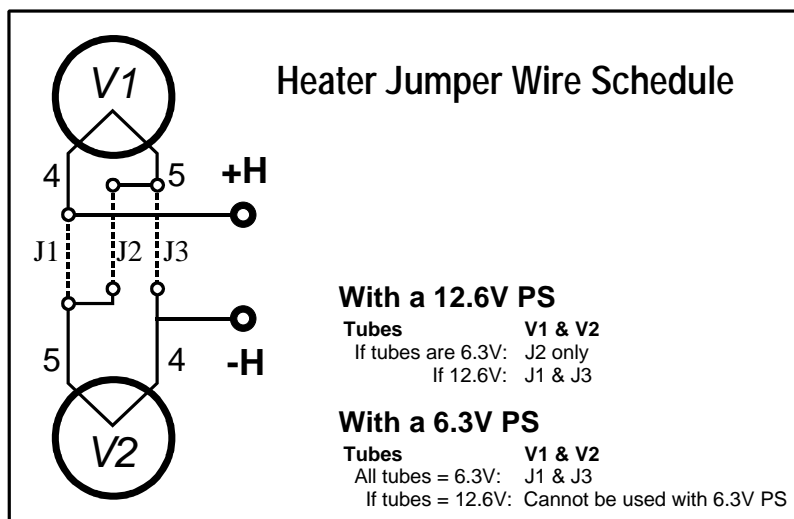 V1
Heater Jumper Wire Schedule
4
5
+H
J1
J2
J3
5
4
-H
V2
With a 12.6V PS
Tubes V1 & V2
If tubes are 6.3V: J2 only
If 12.6V: J1 & J3
With a 6.3V PS
Tubes V1 & V2
All tubes = 6.3V: J1 & J3
If tubes = 12.6V: Cannot be used with 6.3V PS